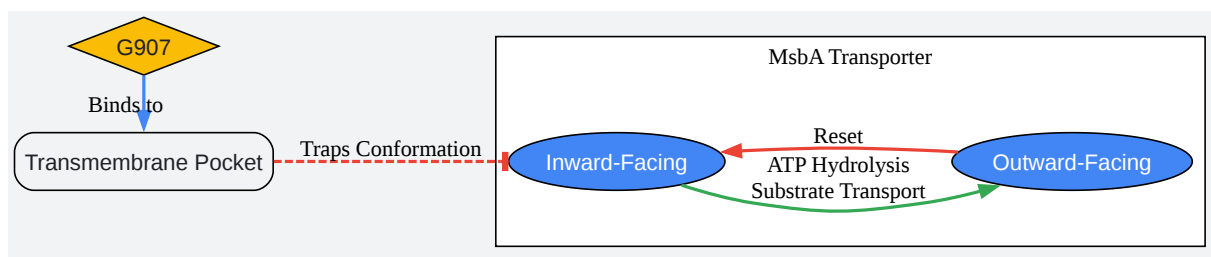 G907
MsbA Transporter
Binds to
Transmembrane Pocket
Traps Conformation
Inward-Facing
Reset
ATP Hydrolysis
Substrate Transport
Outward-Facing